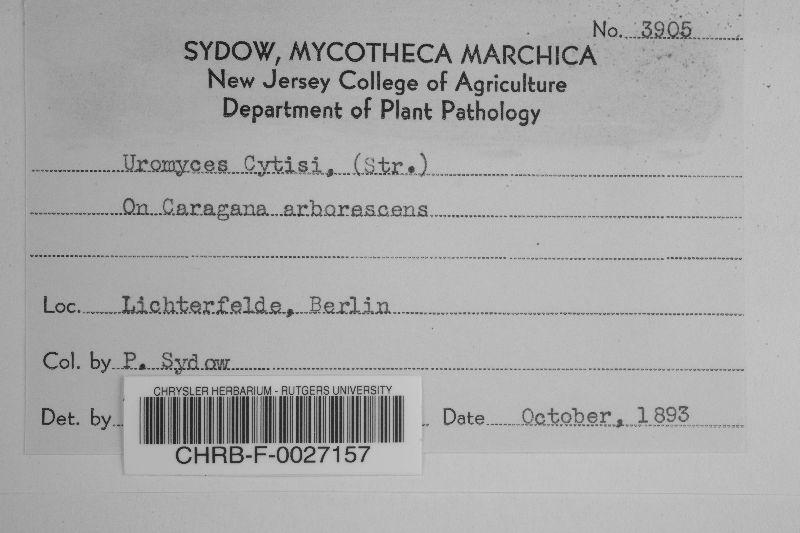 No. 3905
SYDOW, MYCOTHECA MARCHICA
New Jersey College of Agriculture
Department of Plant Pathology
Uromyces Cytisi, (Str.)
On Caragana arborescens
Loc. Lichterfelde, Berlin
Col. by P. Sydow
Det. by Date October, 1893
CHRYSLER HERBARIUM - RUTGERS UNIVERSITY
CHRB-F-0027157